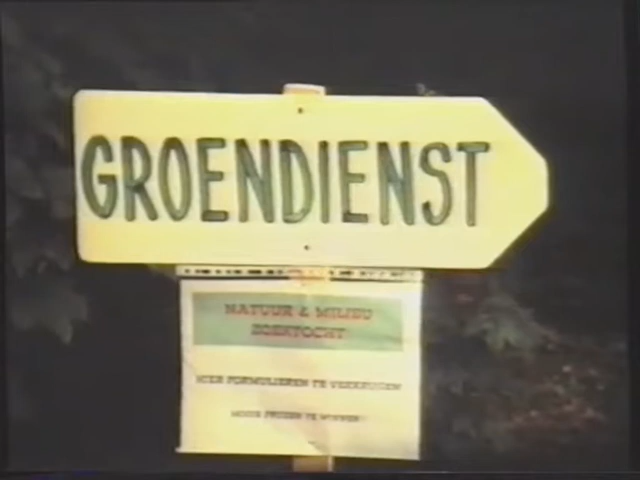 GROENDIENST
NATUUR & MILIEU
ZOEKTOCHT
HIER FORMULIEREN TE VERKRIJGEN
MOOIE PRIJZEN TE WINNEN